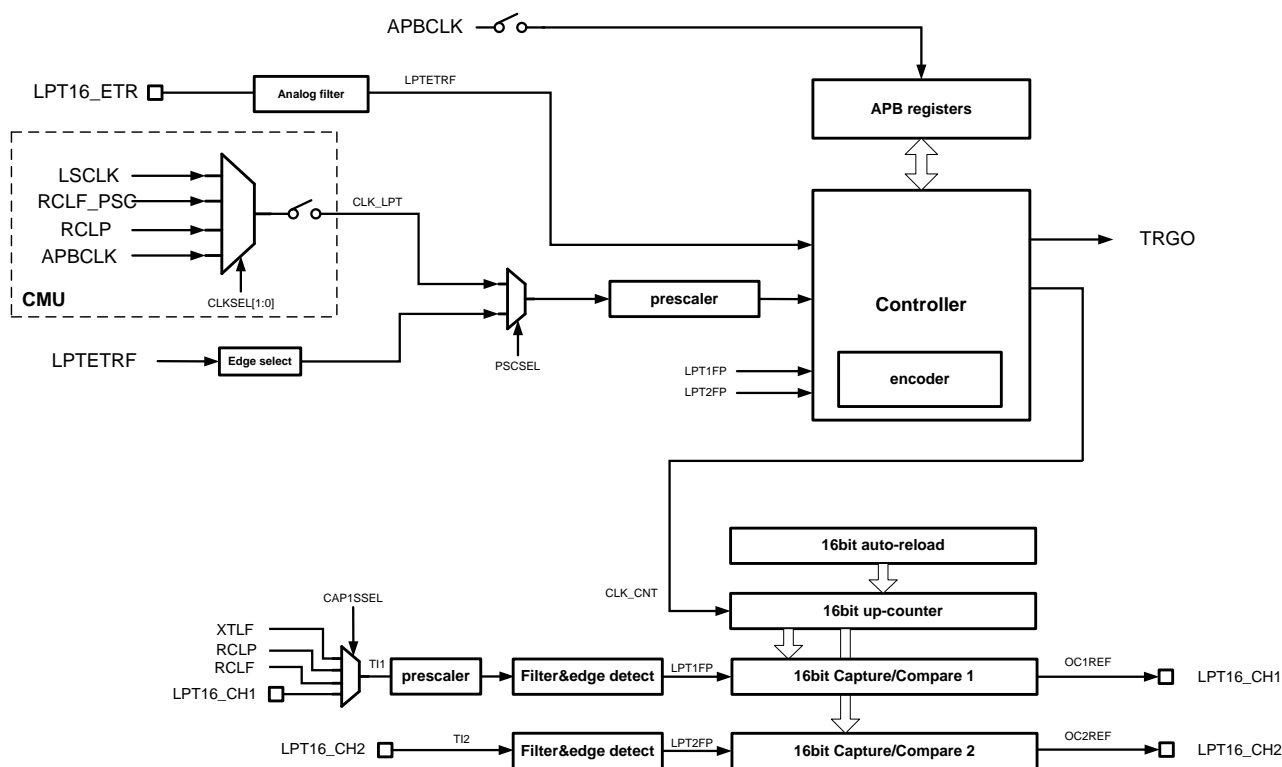 APBCLK
LPT16_ETR
Analog filter
LPTETRF
APB registers
LSCLK
RCLF_PSC
RCLP
APBCLK
CLKSEL[1:0]
CMU
CLK_LPT
TRGO
prescaler
Controller
LPTETRF
Edge select
PSCSEL
LPT1FP
LPT2FP
encoder
16bit auto-reload
CLK_CNT
16bit up-counter
CAP1SSEL
XTLF
RCLP
RCLF
LPT16_CH1
TI1
prescaler
Filter&edge detect
LPT1FP
16bit Capture/Compare 1
OC1REF
LPT16_CH1
LPT16_CH2
TI2
Filter&edge detect
LPT2FP
16bit Capture/Compare 2
OC2REF
LPT16_CH2